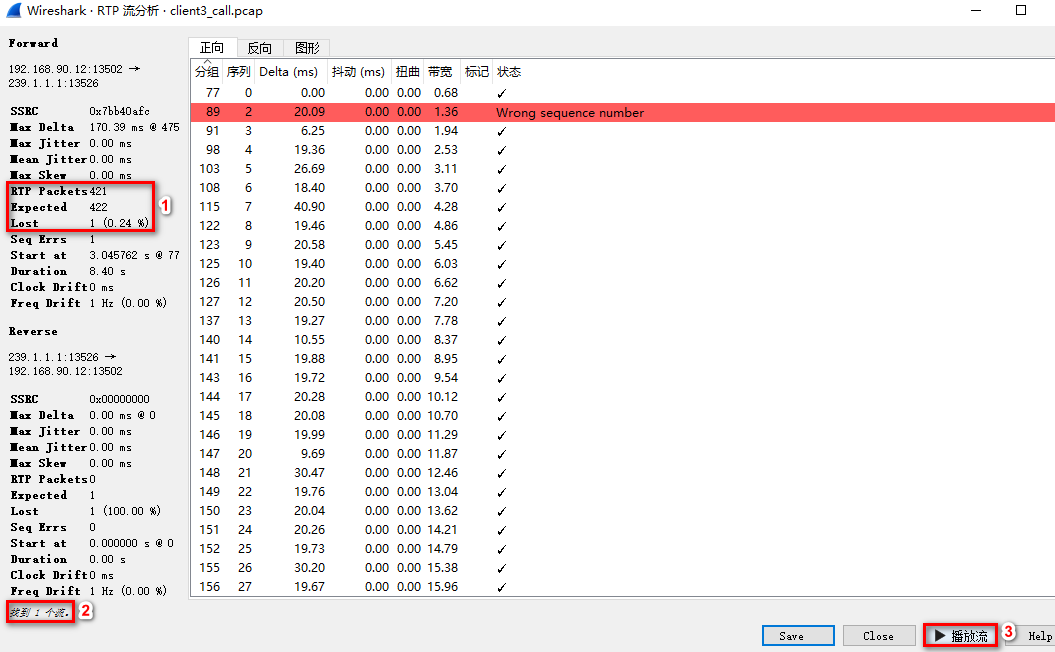 Wireshark · RTP 流分析 · client3_call.pcap
Forward
192.168.90.12:13502 →
239.1.1.1:13526
SSRC 0x7bb40afc
Max Delta 170.39 ms @ 475
Max Jitter 0.00 ms
Mean Jitter 0.00 ms
Max Skew 0.00 ms
RTP Packets 421
Expected 422
Lost 1 (0.24 %)
1
Seq Errs 1
Start at 3.045762 s @ 77
Duration 8.40 s
Clock Drift 0 ms
Freq Drift 1 Hz (0.00 %)
Reverse
239.1.1.1:13526 →
192.168.90.12:13502
SSRC 0x00000000
Max Delta 0.00 ms @ 0
Max Jitter 0.00 ms
Mean Jitter 0.00 ms
Max Skew 0.00 ms
RTP Packets 0
Expected 1
Lost 1 (100.00 %)
Seq Errs 0
Start at 0.000000 s @ 0
Duration 0.00 s
Clock Drift 0 ms
Freq Drift 1 Hz (0.00 %)
找到 1 个流.
2
正向 反向 图形
分组 序列 Delta (ms) 抖动 (ms) 扭曲 带宽 标记 状态
77 0 0.00 0.00 0.00 0.68 ✓
89 2 20.09 0.00 0.00 1.36 Wrong sequence number
91 3 6.25 0.00 0.00 1.94 ✓
98 4 19.36 0.00 0.00 2.53 ✓
103 5 26.69 0.00 0.00 3.11 ✓
108 6 18.40 0.00 0.00 3.70 ✓
115 7 40.90 0.00 0.00 4.28 ✓
122 8 19.46 0.00 0.00 4.86 ✓
123 9 20.58 0.00 0.00 5.45 ✓
125 10 19.40 0.00 0.00 6.03 ✓
126 11 20.20 0.00 0.00 6.62 ✓
127 12 20.50 0.00 0.00 7.20 ✓
137 13 19.27 0.00 0.00 7.78 ✓
140 14 10.55 0.00 0.00 8.37 ✓
141 15 19.88 0.00 0.00 8.95 ✓
143 16 19.72 0.00 0.00 9.54 ✓
144 17 20.28 0.00 0.00 10.12 ✓
145 18 20.08 0.00 0.00 10.70 ✓
146 19 19.99 0.00 0.00 11.29 ✓
147 20 9.69 0.00 0.00 11.87 ✓
148 21 30.47 0.00 0.00 12.46 ✓
149 22 19.76 0.00 0.00 13.04 ✓
150 23 20.04 0.00 0.00 13.62 ✓
151 24 20.26 0.00 0.00 14.21 ✓
152 25 19.73 0.00 0.00 14.79 ✓
155 26 30.20 0.00 0.00 15.38 ✓
156 27 19.67 0.00 0.00 15.96 ✓
Save Close ▶ 播放流 3 Help